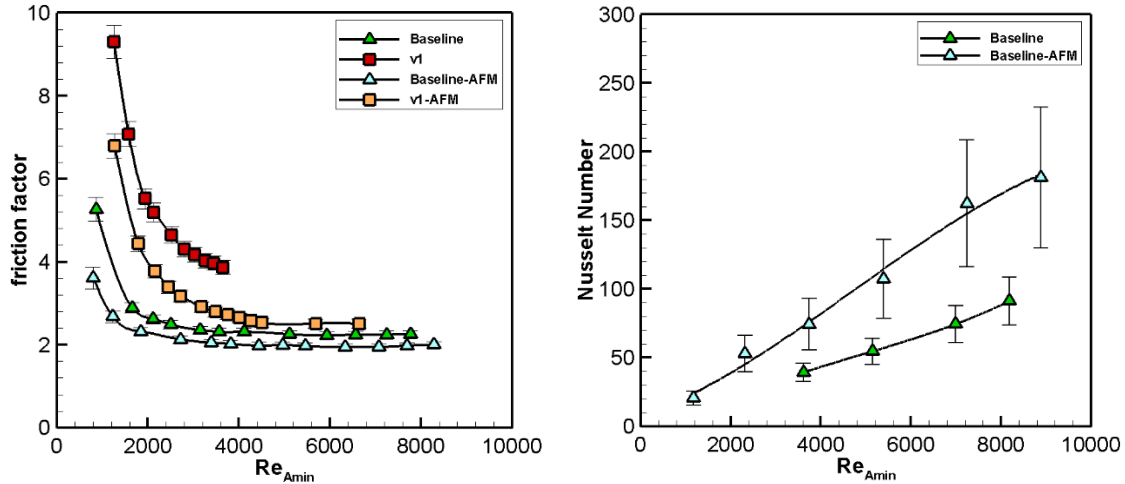 10
8
6
4
2
0
friction factor
Baseline
v1
Baseline-AFM
v1-AFM
0 2000 4000 6000 8000 10000
Re_Amin
300
250
200
150
100
50
0
Nusselt Number
Baseline
Baseline-AFM
0 2000 4000 6000 8000 10000
Re_Amin